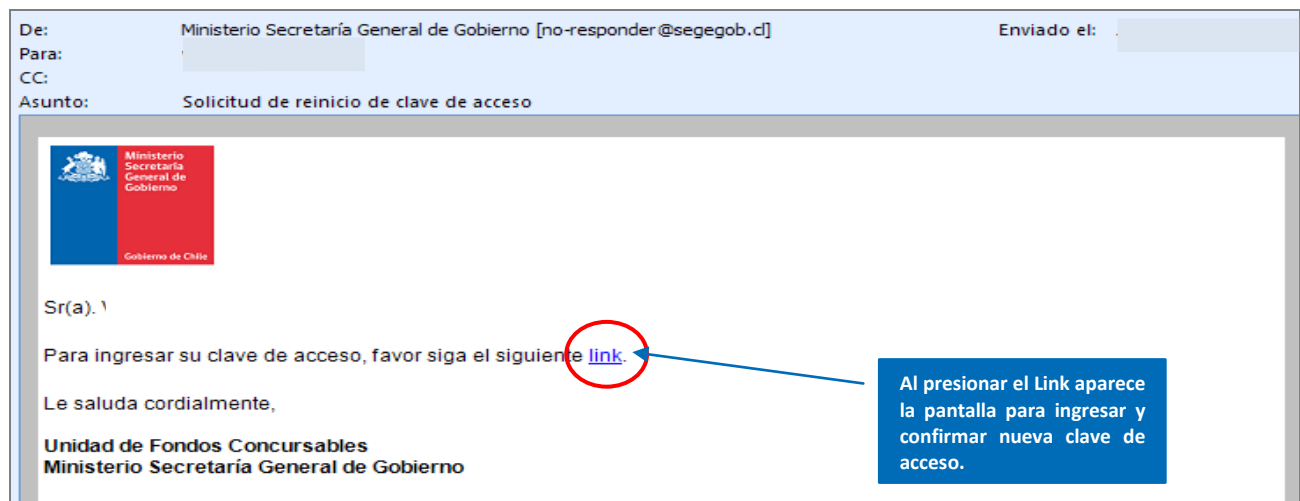 De: Ministerio Secretaría General de Gobierno [no-responder@segegob.cl] Enviado el:
Para:
CC:
Asunto: Solicitud de reinicio de clave de acceso
Ministerio
Secretaría
General de
Gobierno
Gobierno de Chile
Sr(a).
Para ingresar su clave de acceso, favor siga el siguiente link.
Le saluda cordialmente,
Unidad de Fondos Concursables
Ministerio Secretaría General de Gobierno
Al presionar el Link aparece
la pantalla para ingresar y
confirmar nueva clave de
acceso.